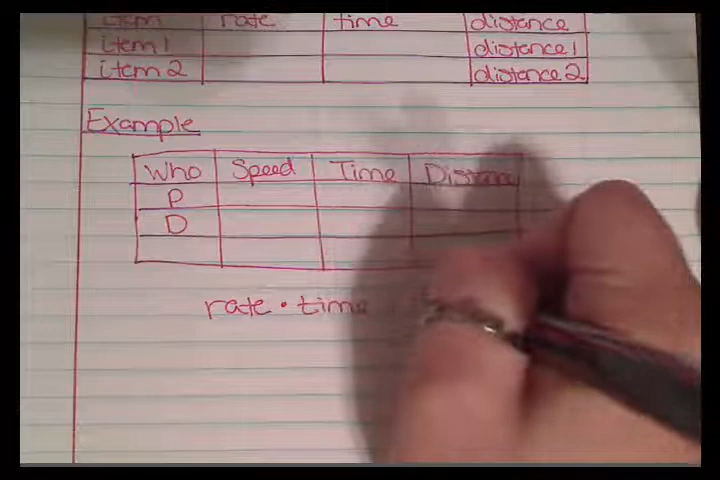 item rate time distance
item 1 distance 1
item 2 distance 2
Example
Who Speed Time Distance
P
D
rate · time